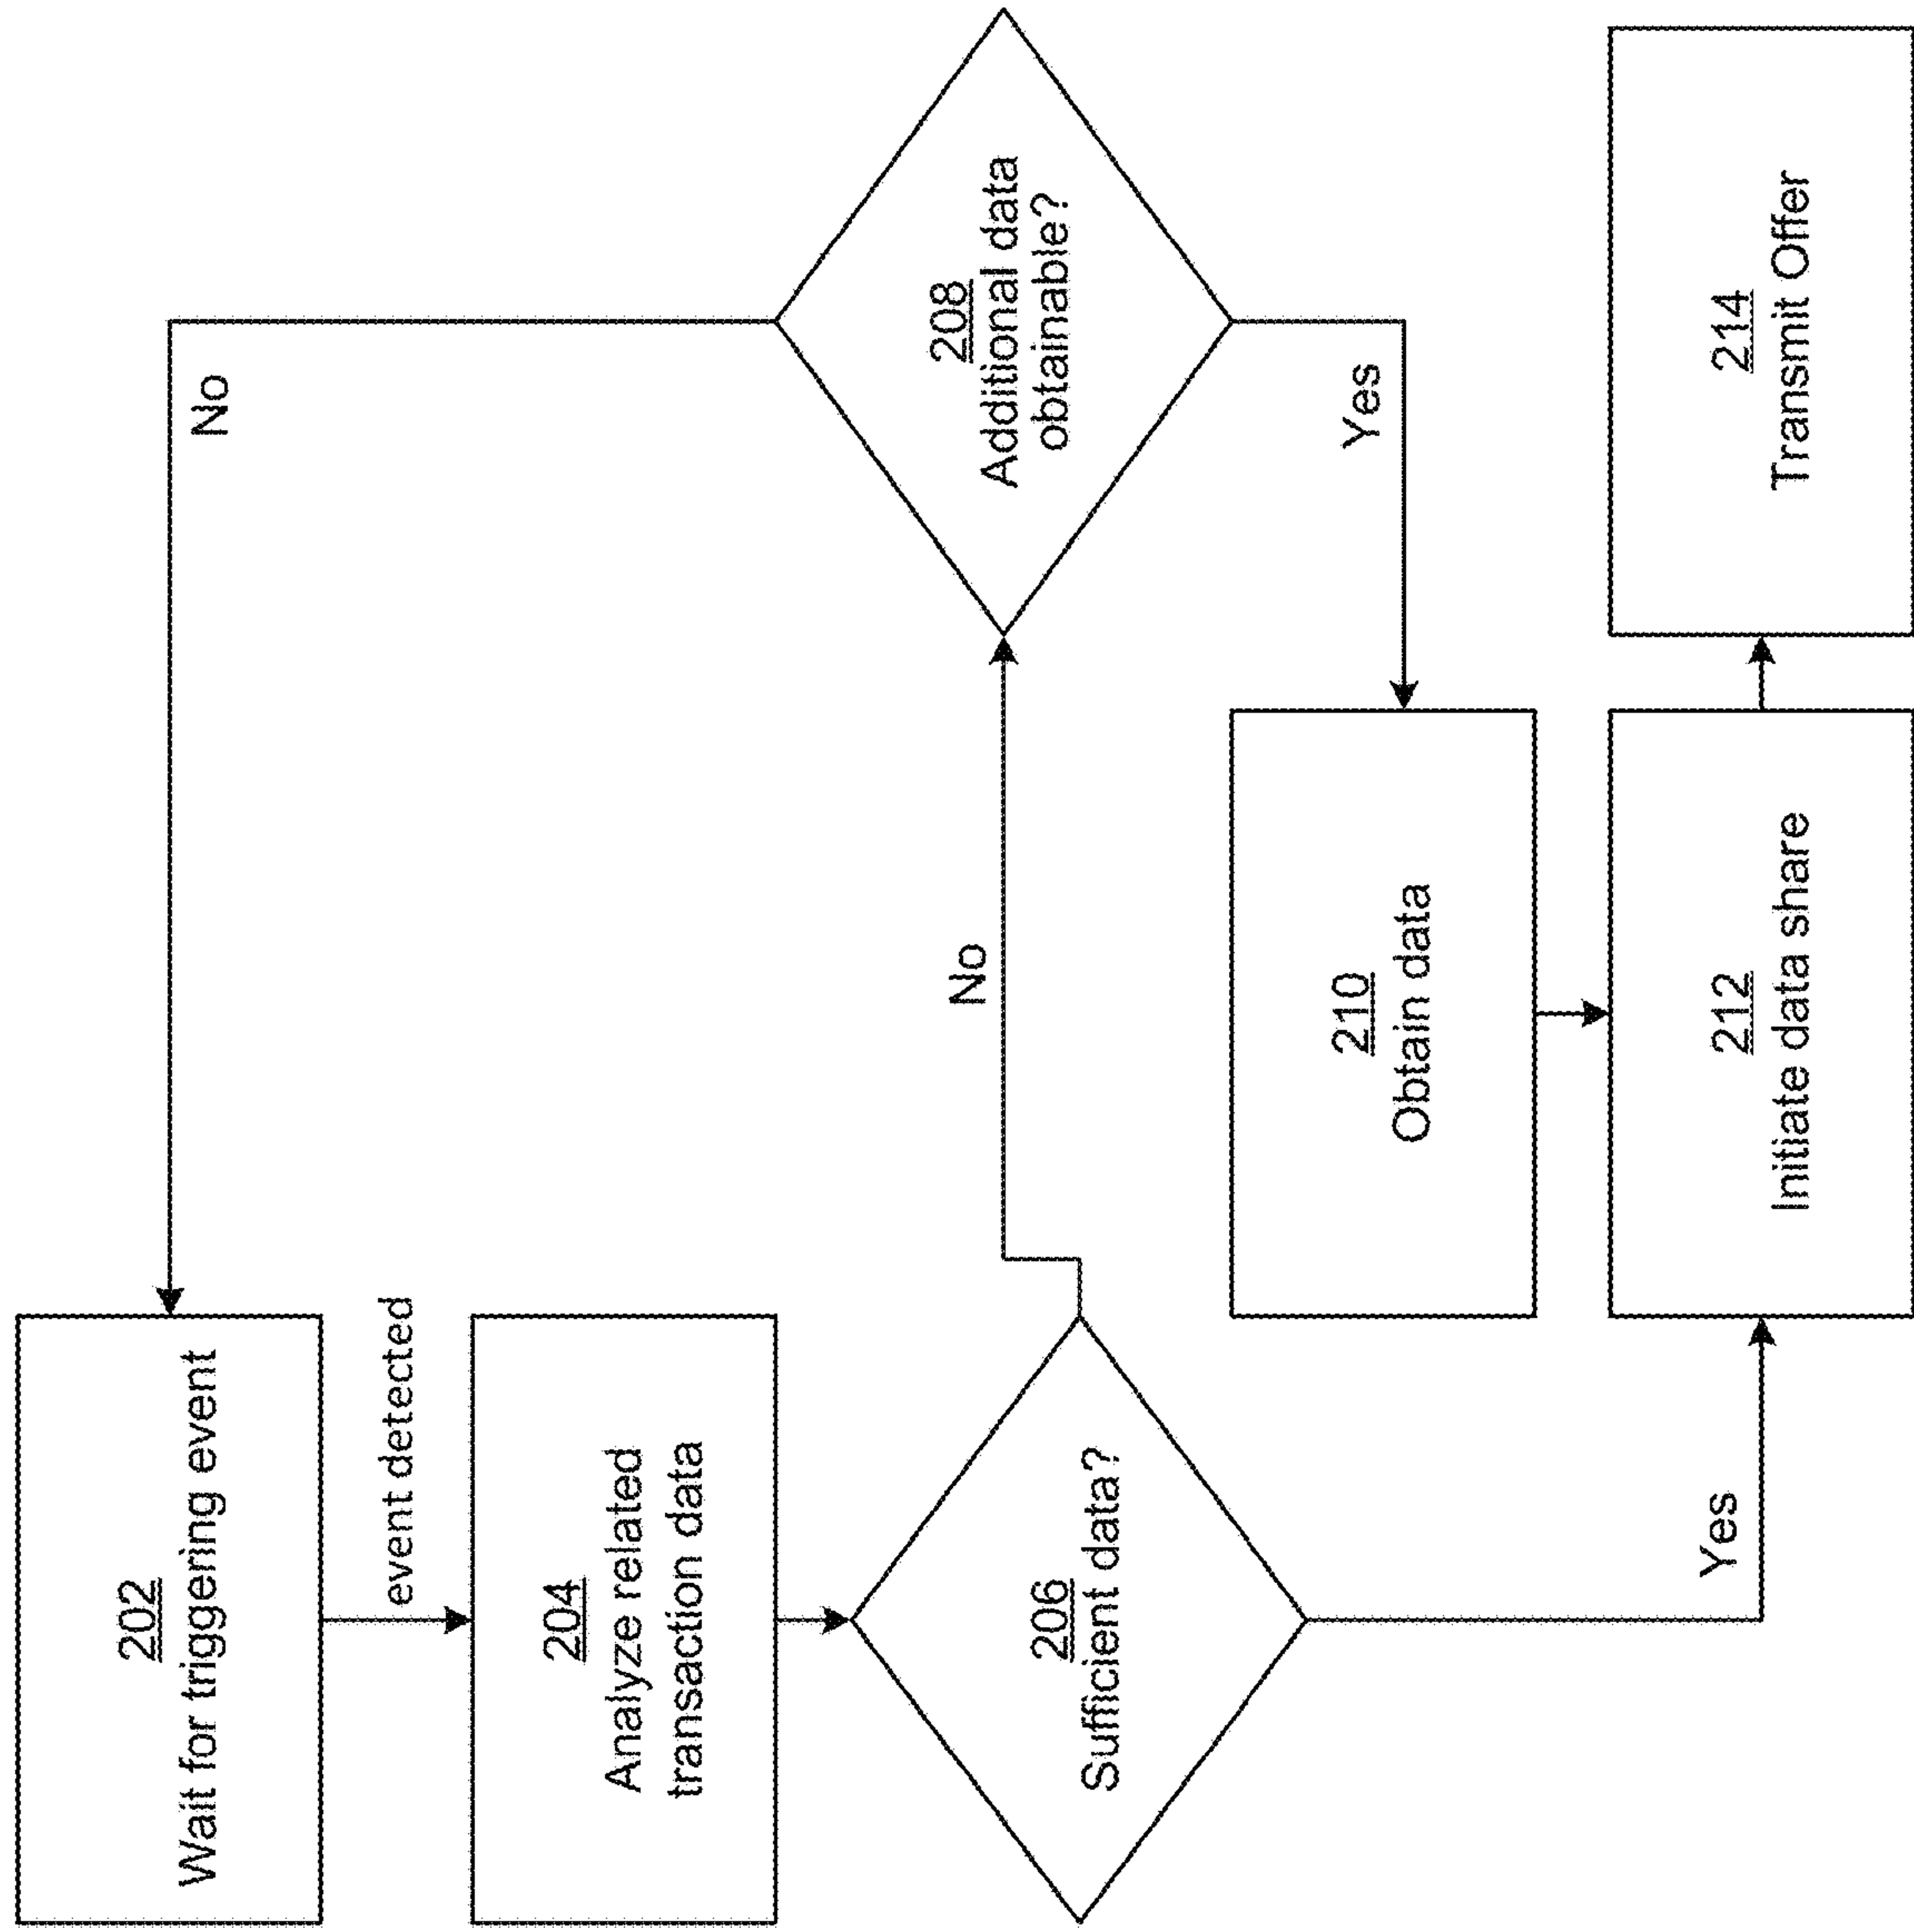 202
Wait for triggering event
event detected
204
Analyze related
transaction data
206
Sufficient data?
No
Yes
208
Additional data
obtainable?
No
Yes
210
Obtain data
212
Initiate data share
214
Transmit Offer